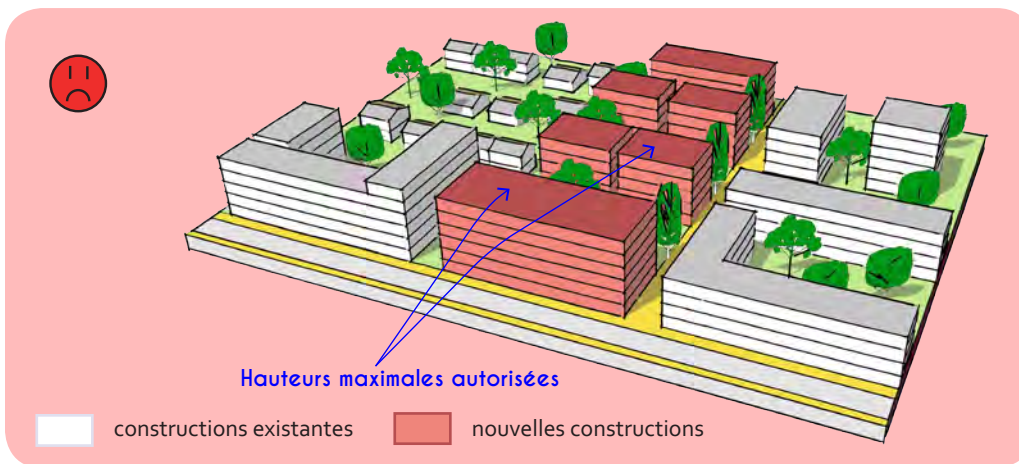 Hauteurs maximales autorisées
constructions existantes
nouvelles constructions